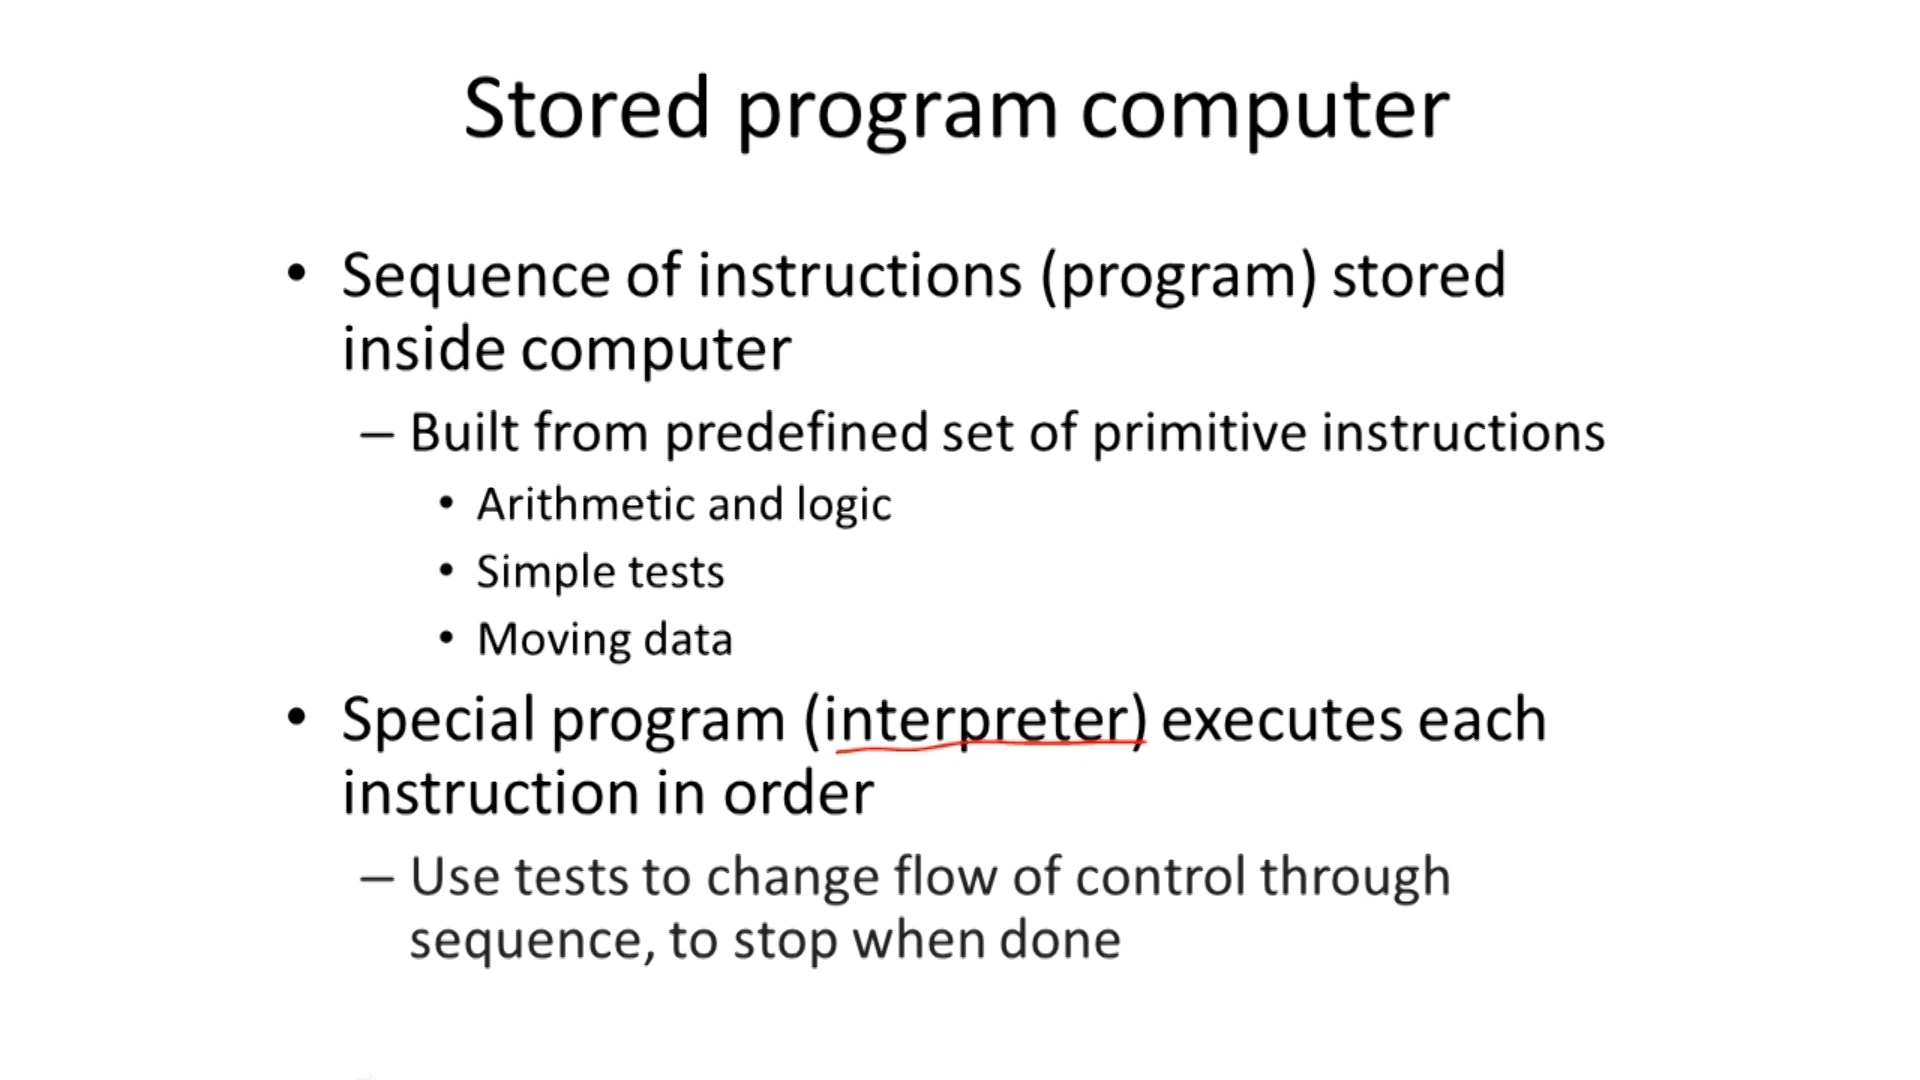 Stored program computer
• Sequence of instructions (program) stored
inside computer
– Built from predefined set of primitive instructions
• Arithmetic and logic
• Simple tests
• Moving data
• Special program (interpreter) executes each
instruction in order
– Use tests to change flow of control through
sequence, to stop when done